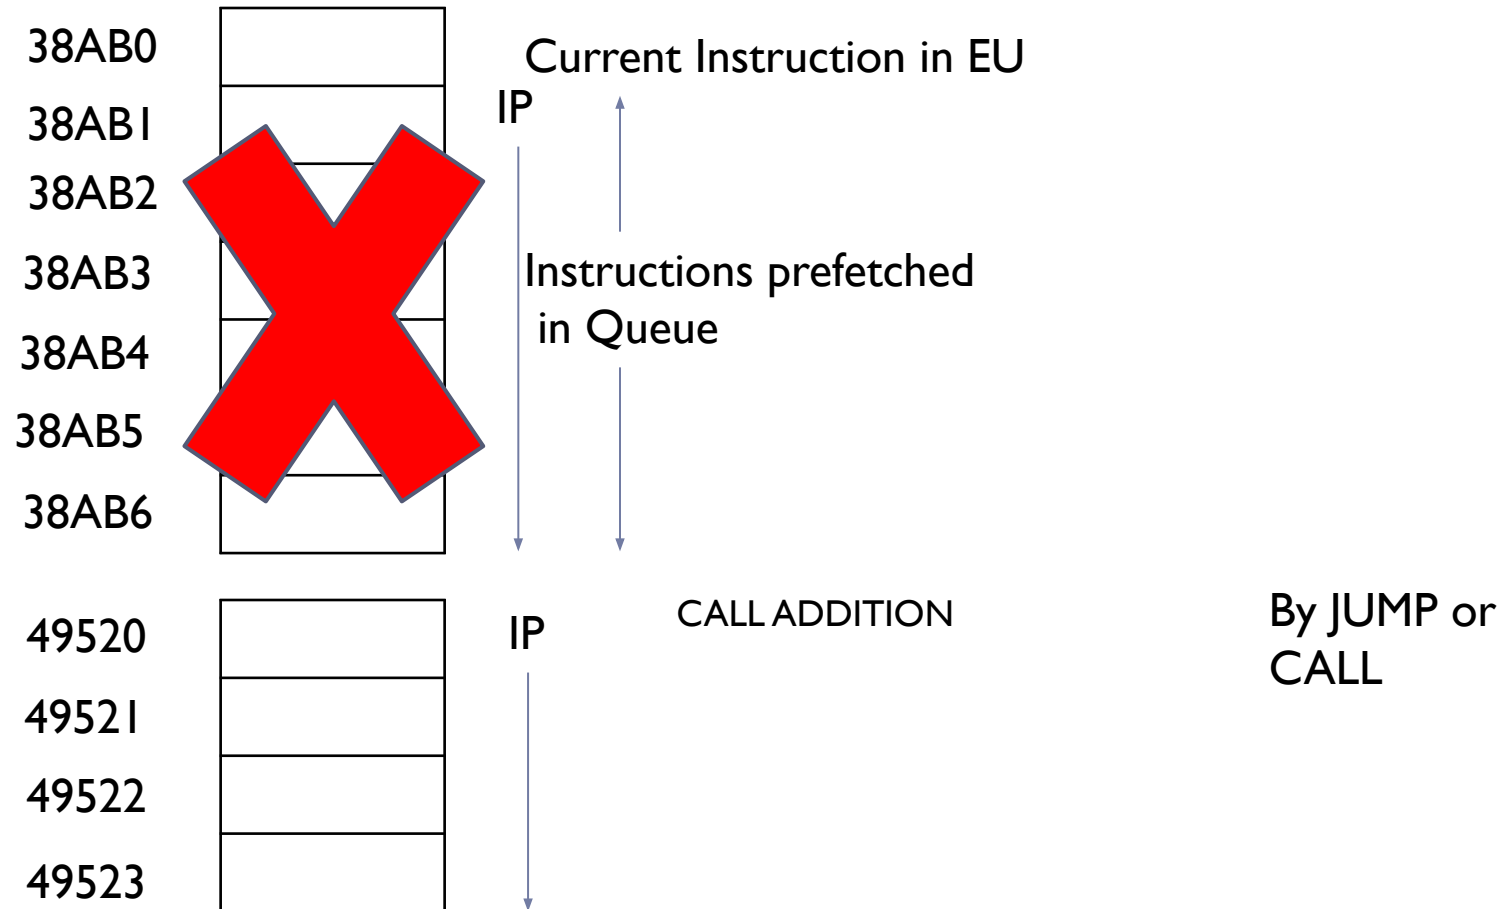 38AB0
Current Instruction in EU
IP
38AB1
38AB2
38AB3
Instructions prefetched
in Queue
38AB4
38AB5
38AB6
49520
IP
CALL ADDITION
By JUMP or
CALL
49521
49522
49523